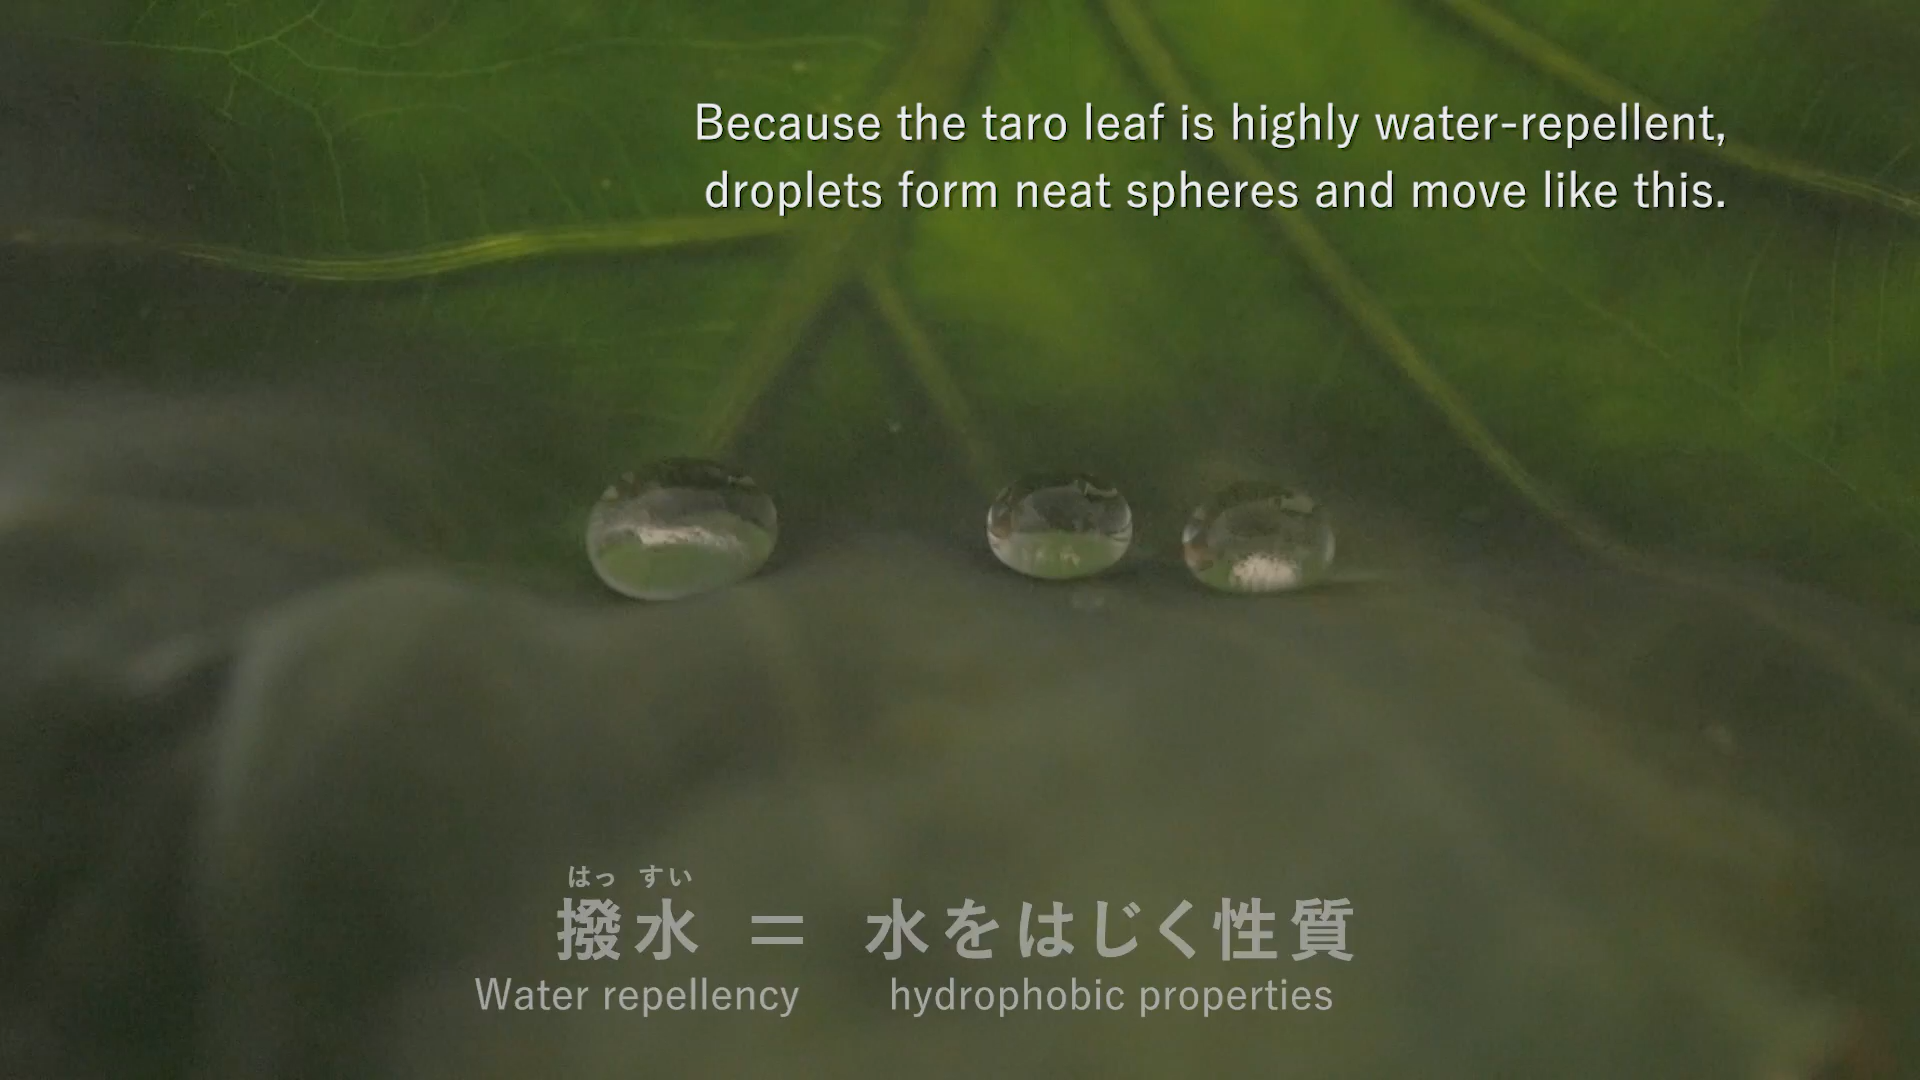 Because the taro leaf is highly water-repellent,
droplets form neat spheres and move like this.
はっ すい
撥水 = 水をはじく性質
Water repellency hydrophobic properties